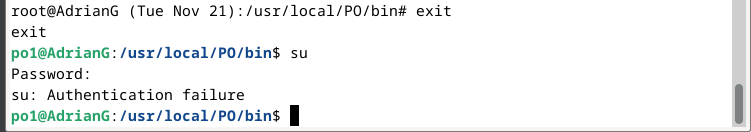 root@AdrianG (Tue Nov 21):/usr/local/PO/bin# exit
exit
po1@AdrianG:/usr/local/PO/bin$ su
Password:
su: Authentication failure
po1@AdrianG:/usr/local/PO/bin$